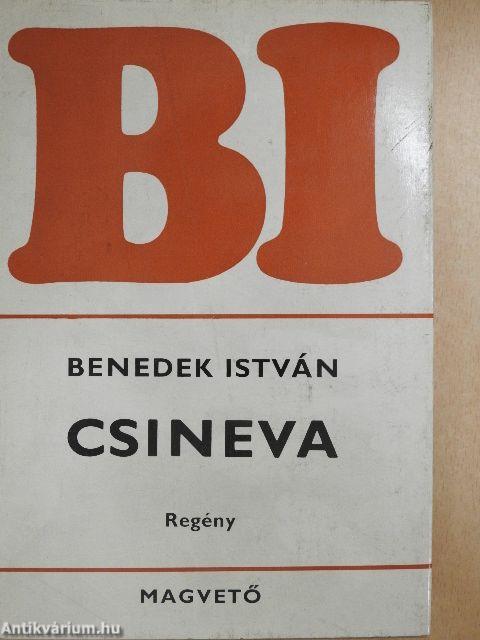 BI
BENEDEK ISTVÁN
CSINEVA
Regény
MAGVETŐ
Antikvárium.hu